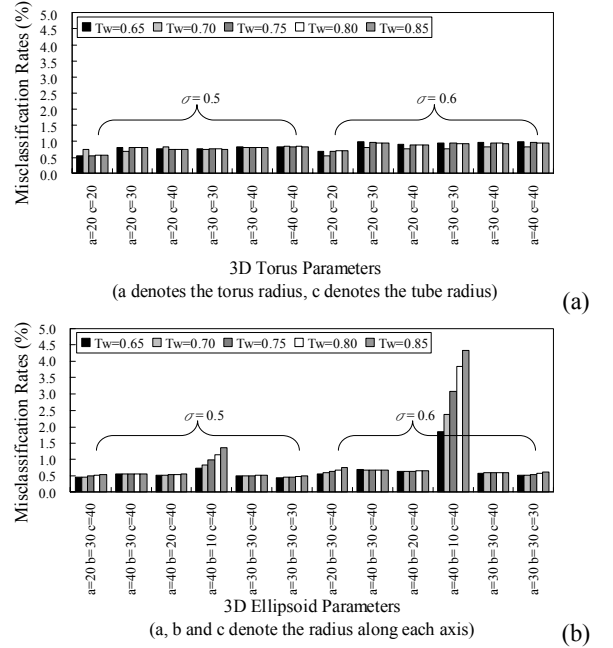 Misclassification Rates (%)
5.0
4.5
4.0
3.5
3.0
2.5
2.0
1.5
1.0
0.5
0.0
Tw=0.65 Tw=0.70 Tw=0.75 Tw=0.80 Tw=0.85
σ = 0.5
σ = 0.6
a=20 c=20
a=20 c=30
a=20 c=40
a=30 c=30
a=30 c=40
a=40 c=40
a=20 c=20
a=20 c=30
a=20 c=40
a=30 c=30
a=30 c=40
a=40 c=40
3D Torus Parameters
(a denotes the torus radius, c denotes the tube radius)
(a)
Misclassification Rates (%)
5.0
4.5
4.0
3.5
3.0
2.5
2.0
1.5
1.0
0.5
0.0
Tw=0.65 Tw=0.70 Tw=0.75 Tw=0.80 Tw=0.85
σ = 0.5
σ = 0.6
a=20 b=30 c=40
a=40 b=30 c=40
a=40 b=20 c=40
a=40 b=10 c=40
a=30 b=30 c=40
a=30 b=30 c=30
a=20 b=30 c=40
a=40 b=30 c=40
a=40 b=20 c=40
a=40 b=10 c=40
a=30 b=30 c=40
a=30 b=30 c=30
3D Ellipsoid Parameters
(a, b and c denote the radius along each axis)
(b)